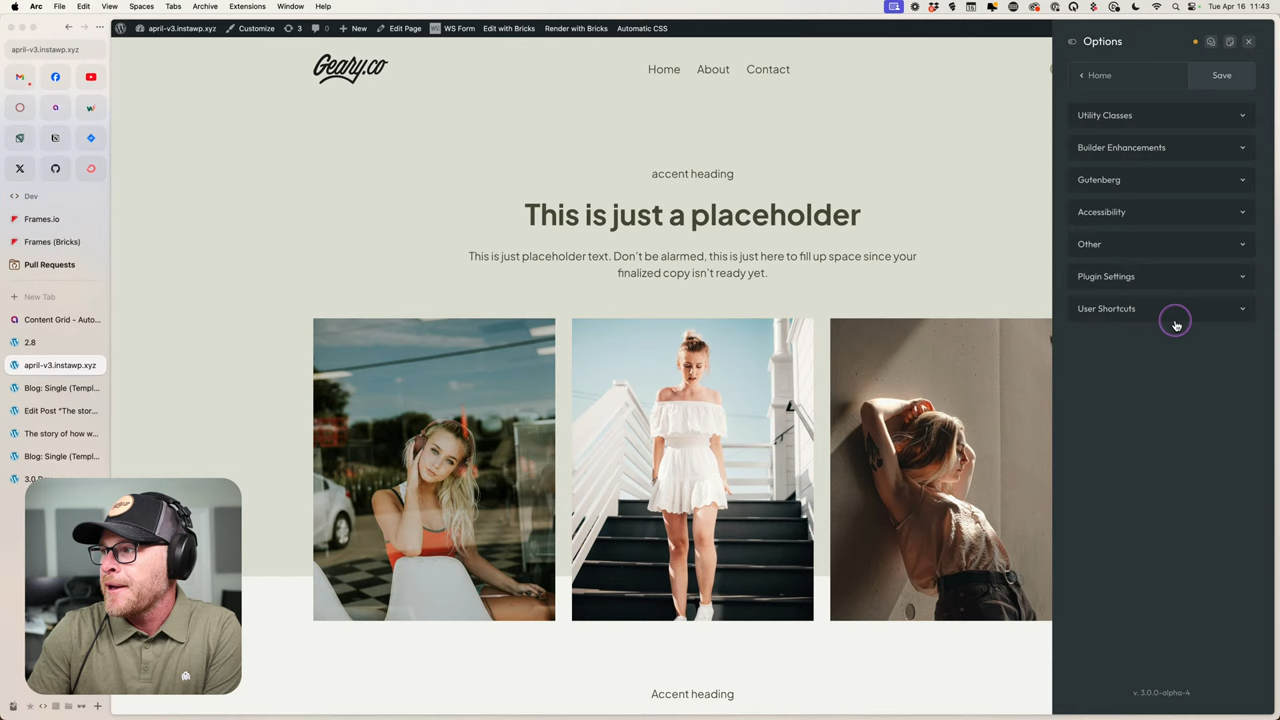 Arc File Edit View Spaces Tabs Archive Extensions Window Help
Tue Apr 16 11:43
april-v3.instawp.xyz
Dev
Frames.io
Frames (Bricks)
Pull Requests
New Tab
Content Grid - Auto...
2.8
april-v3.instawp.xyz
Blog: Single (Templ...
Edit Post “The stor...
The story of how w...
Blog: Single (Templ...
april-v3.instawp.xyz Customize 3 New 0 Edit Page WS Form Edit with Bricks Render with Bricks Automatic CSS
Geary.co
Home About Contact
accent heading
This is just a placeholder
This is just placeholder text. Don’t be alarmed, this is just here to fill up space since your
finalized copy isn’t ready yet.
Accent heading
Options
Home Save
Utility Classes
Builder Enhancements
Gutenberg
Accessibility
Other
Plugin Settings
User Shortcuts
v. 3.0.0-alpha-4